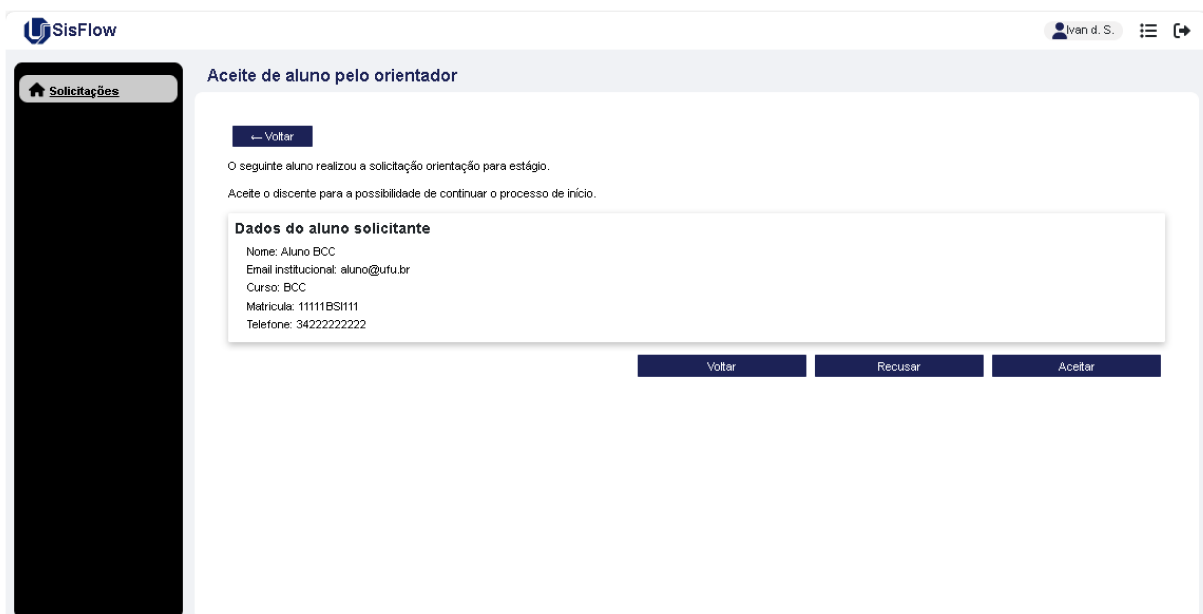 SisFlow
Ivan d. S.
Solicitações
Aceite de aluno pelo orientador
← Voltar
O seguinte aluno realizou a solicitação orientação para estágio.
Aceite o discente para a possibilidade de continuar o processo de início.
Dados do aluno solicitante
Nome: Aluno BCC
Email institucional: aluno@ufu.br
Curso: BCC
Matricula: 11111BSI111
Telefone: 34222222222
Voltar
Recusar
Aceitar